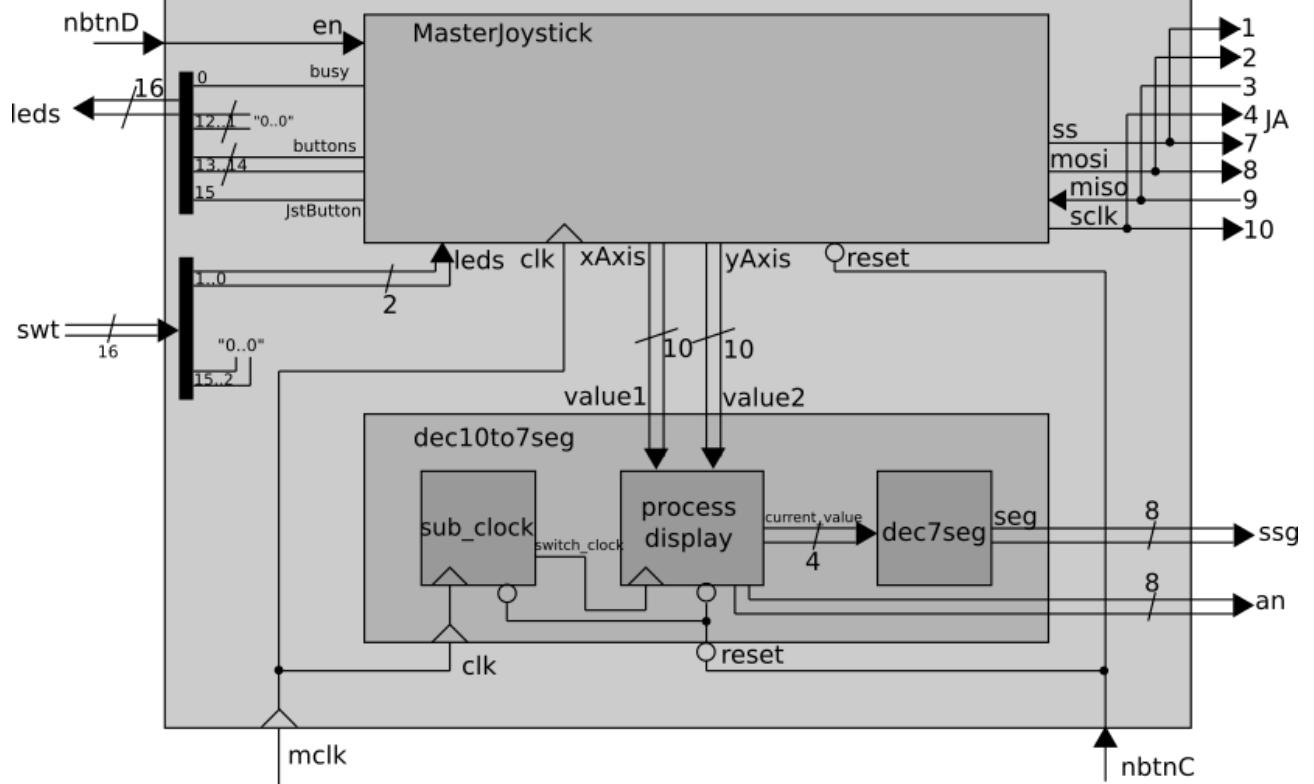 nbtnD
en
MasterJoystick
1
2
3
4
JA
7
8
9
10
ss
mosi
miso
sclk
leds
16
0
busy
12..1
"0..0"
buttons
13..14
15
JstButton
leds
clk
xAxis
yAxis
reset
1..0
2
swt
16
"0..0"
15..2
10
10
value1
value2
dec10to7seg
sub_clock
switch_clock
process
display
current_value
4
dec7seg
seg
8
ssg
8
an
clk
reset
mclk
nbtnC